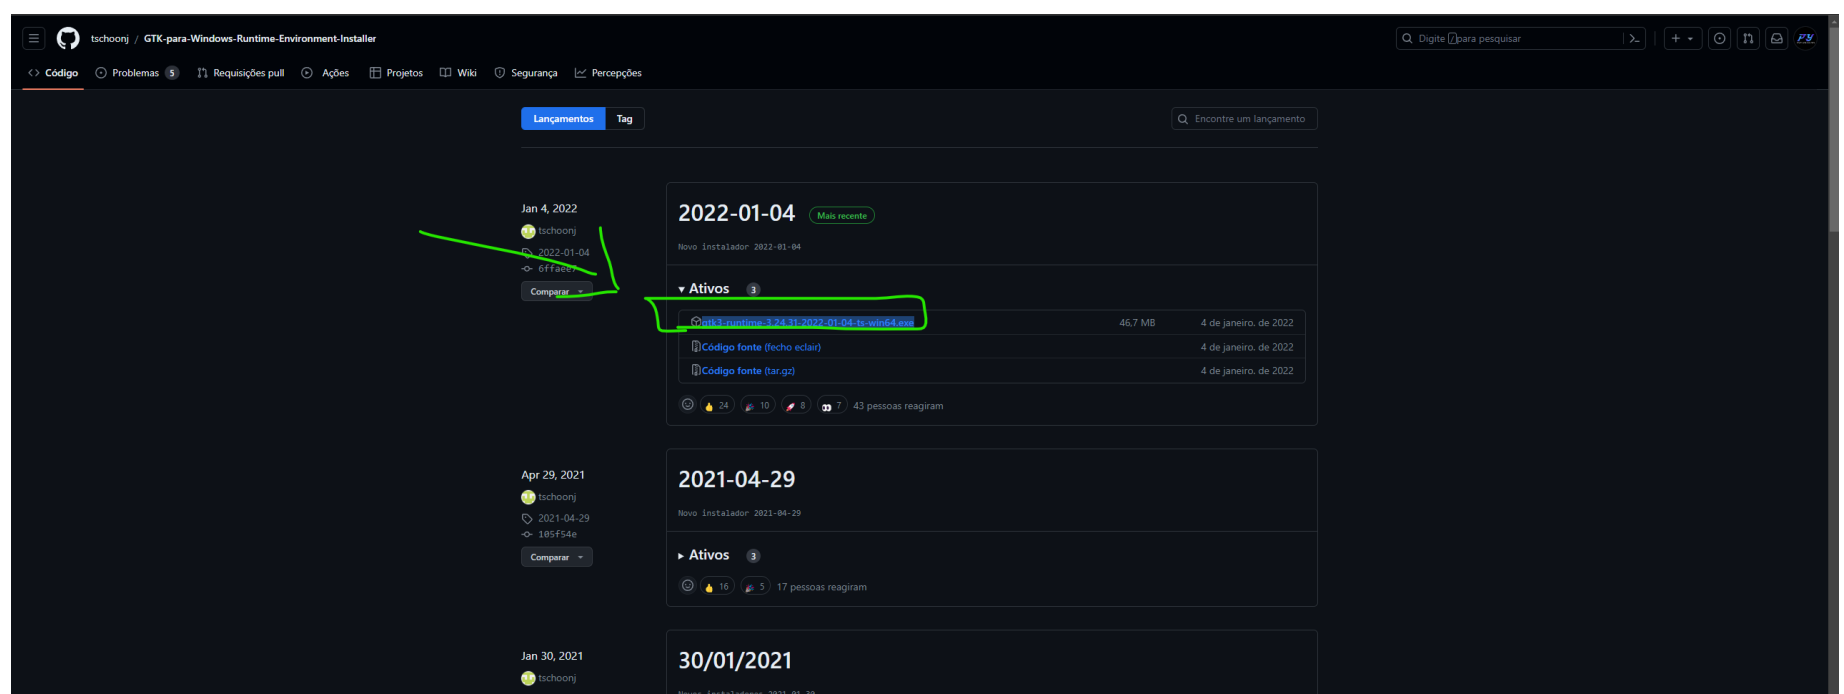 tschoonj / GTK-para-Windows-Runtime-Environment-Installer
Digite / para pesquisar
Código Problemas 5 Requisições pull Ações Projetos Wiki Segurança Percepções
Lançamentos Tag
Encontre um lançamento
Jan 4, 2022
tschoonj
2022-01-04
6ffaee7
Comparar
2022-01-04 Mais recente
Novo instalador 2022-01-04
Ativos 3
gtk3-runtime-3.24.31-2022-01-04-ts-win64.exe 46,7 MB 4 de janeiro. de 2022
Código fonte (fecho eclair) 4 de janeiro. de 2022
Código fonte (tar.gz) 4 de janeiro. de 2022
24 10 8 7 43 pessoas reagiram
Apr 29, 2021
tschoonj
2021-04-29
105f54e
Comparar
2021-04-29
Novo instalador 2021-04-29
Ativos 3
16 5 17 pessoas reagiram
Jan 30, 2021
tschoonj
30/01/2021